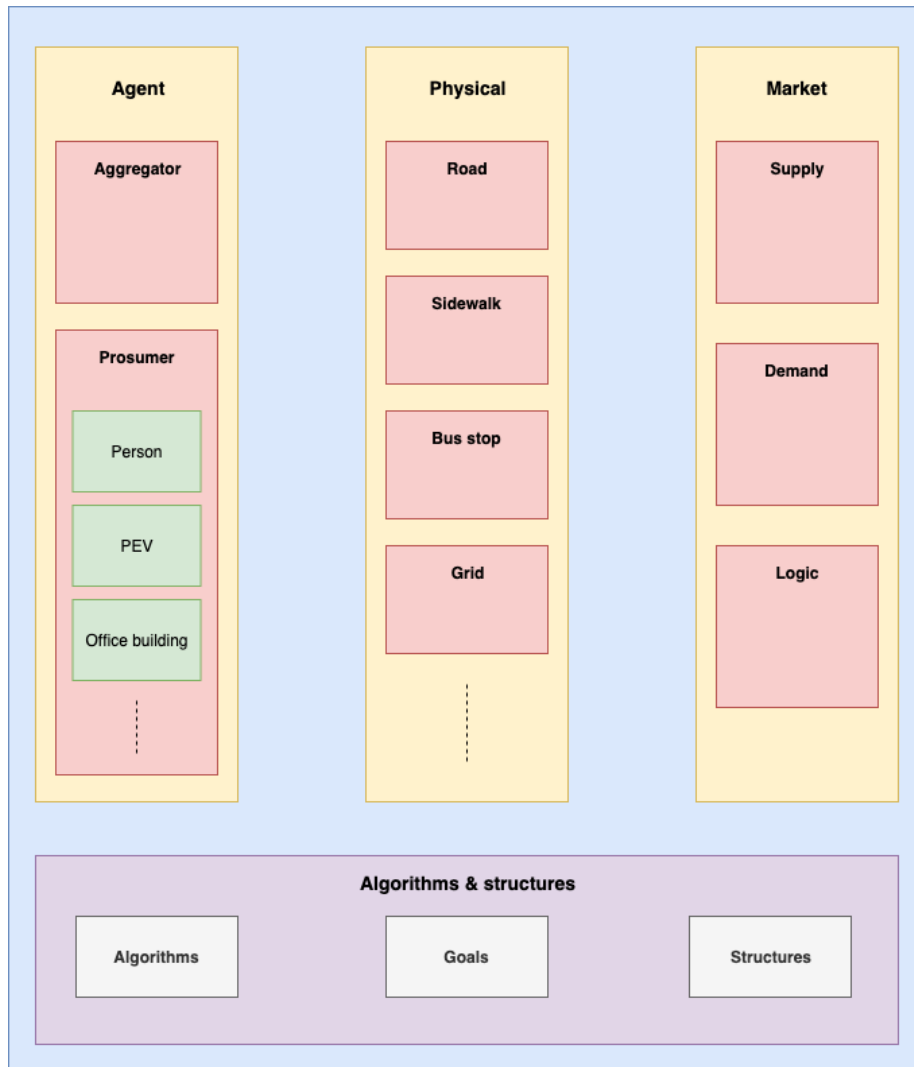 Agent
Aggregator
Prosumer
Person
PEV
Office building
Physical
Road
Sidewalk
Bus stop
Grid
Market
Supply
Demand
Logic
Algorithms & structures
Algorithms
Goals
Structures